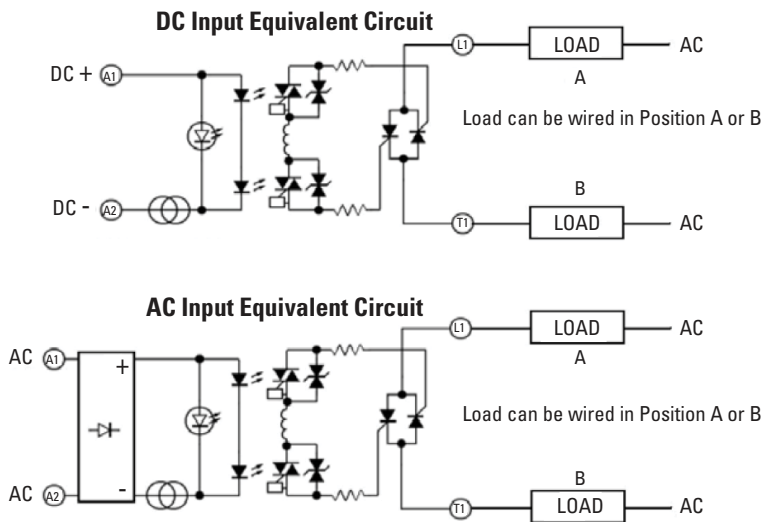 DC Input Equivalent Circuit
L1 LOAD AC
A
DC + A1
Load can be wired in Position A or B
B
DC - A2
T1 LOAD AC
AC Input Equivalent Circuit
L1 LOAD AC
A
AC A1
+
Load can be wired in Position A or B
B
-
AC A2
T1 LOAD AC